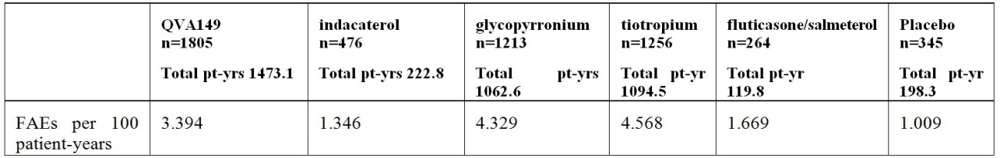 QVA149
n=1805
Total pt-yrs 1473.1
indacaterol
n=476
Total pt-yrs 222.8
glycopyrronium
n=1213
Total pt-yrs
1062.6
tiotropium
n=1256
Total pt-yr
1094.5
fluticasone/salmeterol
n=264
Total pt-yr
119.8
Placebo
n=345
Total pt-yr
198.3
FAEs per 100
patient-years
3.394
1.346
4.329
4.568
1.669
1.009